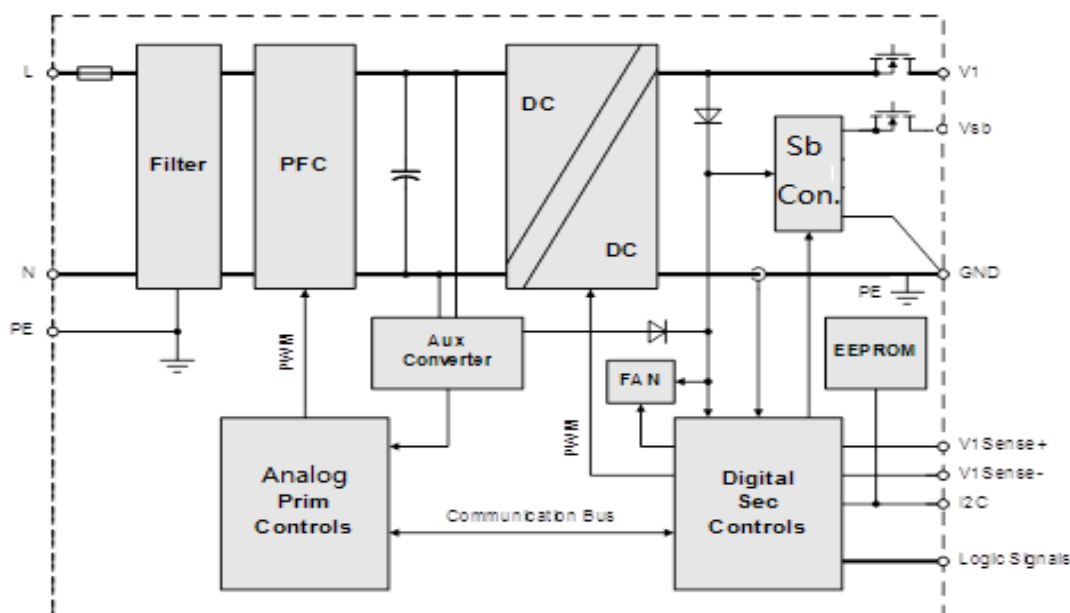 L
Filter
PFC
DC
DC
V1
Vsb
Sb
Con.
N
GND
PE
PE
PWM
Aux
Converter
EEPROM
FAN
PWM
Analog
Prim
Controls
Communication Bus
Digital
Sec
Controls
V1Sense+
V1Sense-
I2C
Logic Signals